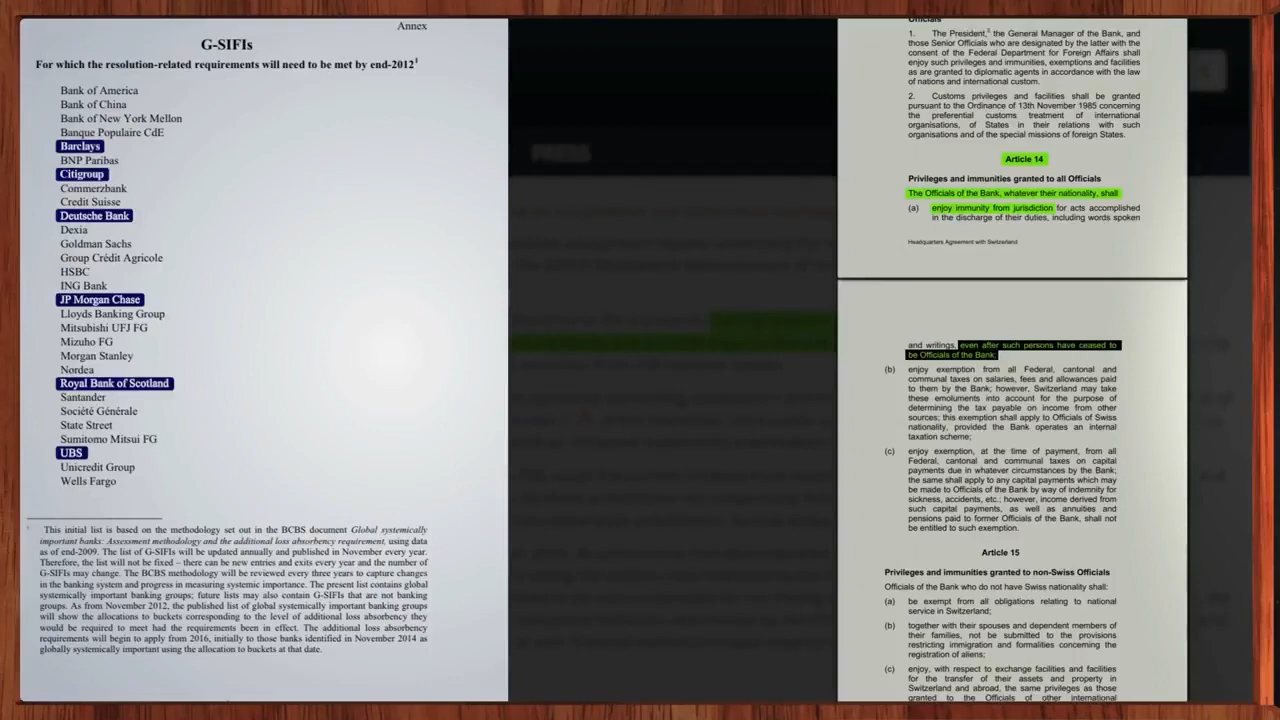 Annex
G-SIFIs
For which the resolution-related requirements will need to be met by end-2012¹
Bank of America
Bank of China
Bank of New York Mellon
Banque Populaire CdE
Barclays
BNP Paribas
Citigroup
Commerzbank
Credit Suisse
Deutsche Bank
Dexia
Goldman Sachs
Group Crédit Agricole
HSBC
ING Bank
JP Morgan Chase
Lloyds Banking Group
Mitsubishi UFJ FG
Mizuho FG
Morgan Stanley
Nordea
Royal Bank of Scotland
Santander
Société Générale
State Street
Sumitomo Mitsui FG
UBS
Unicredit Group
Wells Fargo
¹ This initial list is based on the methodology set out in the BCBS document Global systemically
important banks: Assessment methodology and the additional loss absorbency requirement, using data
as of end-2009. The list of G-SIFIs will be updated annually and published in November every year.
Therefore, the list will not be fixed – there can be new entries and exits every year and the number of
G-SIFIs may change. The BCBS methodology will be reviewed every three years to capture changes
in the banking system and progress in measuring systemic importance. The present list contains global
systemically important banking groups; future lists may also contain G-SIFIs that are not banking
groups. As from November 2012, the published list of global systemically important banking groups
will show the allocations to buckets corresponding to the level of additional loss absorbency they
would be required to meet had the requirements been in effect. The additional loss absorbency
requirements will begin to apply from 2016, initially to those banks identified in November 2014 as
globally systemically important using the allocation to buckets at that date.
PRESS
Officials
1. The President,³ the General Manager of the Bank, and
those Senior Officials who are designated by the latter with the
consent of the Federal Department for Foreign Affairs shall
enjoy such privileges and immunities, exemptions and facilities
as are granted to diplomatic agents in accordance with the law
of nations and international custom.
2. Customs privileges and facilities shall be granted
pursuant to the Ordinance of 13th November 1985 concerning
the preferential customs treatment of international
organisations, of States in their relations with such
organisations and of the special missions of foreign States.
Article 14
Privileges and immunities granted to all Officials
The Officials of the Bank, whatever their nationality, shall
(a) enjoy immunity from jurisdiction for acts accomplished
in the discharge of their duties, including words spoken
Headquarters Agreement with Switzerland
and writings, even after such persons have ceased to
be Officials of the Bank;
(b) enjoy exemption from all Federal, cantonal and
communal taxes on salaries, fees and allowances paid
to them by the Bank; however, Switzerland may take
these emoluments into account for the purpose of
determining the tax payable on income from other
sources; this exemption shall apply to Officials of Swiss
nationality, provided the Bank operates an internal
taxation scheme;
(c) enjoy exemption, at the time of payment, from all
Federal, cantonal and communal taxes on capital
payments due in whatever circumstances by the Bank;
the same shall apply to any capital payments which may
be made to Officials of the Bank by way of indemnity for
sickness, accidents, etc.; however, income derived from
such capital payments, as well as annuities and
pensions paid to former Officials of the Bank, shall not
be entitled to such exemption.
Article 15
Privileges and immunities granted to non-Swiss Officials
Officials of the Bank who do not have Swiss nationality shall:
(a) be exempt from all obligations relating to national
service in Switzerland;
(b) together with their spouses and dependent members of
their families, not be submitted to the provisions
restricting immigration and formalities concerning the
registration of aliens;
(c) enjoy, with respect to exchange facilities and facilities
for the transfer of their assets and property in
Switzerland and abroad, the same privileges as those
granted to the Officials of other international